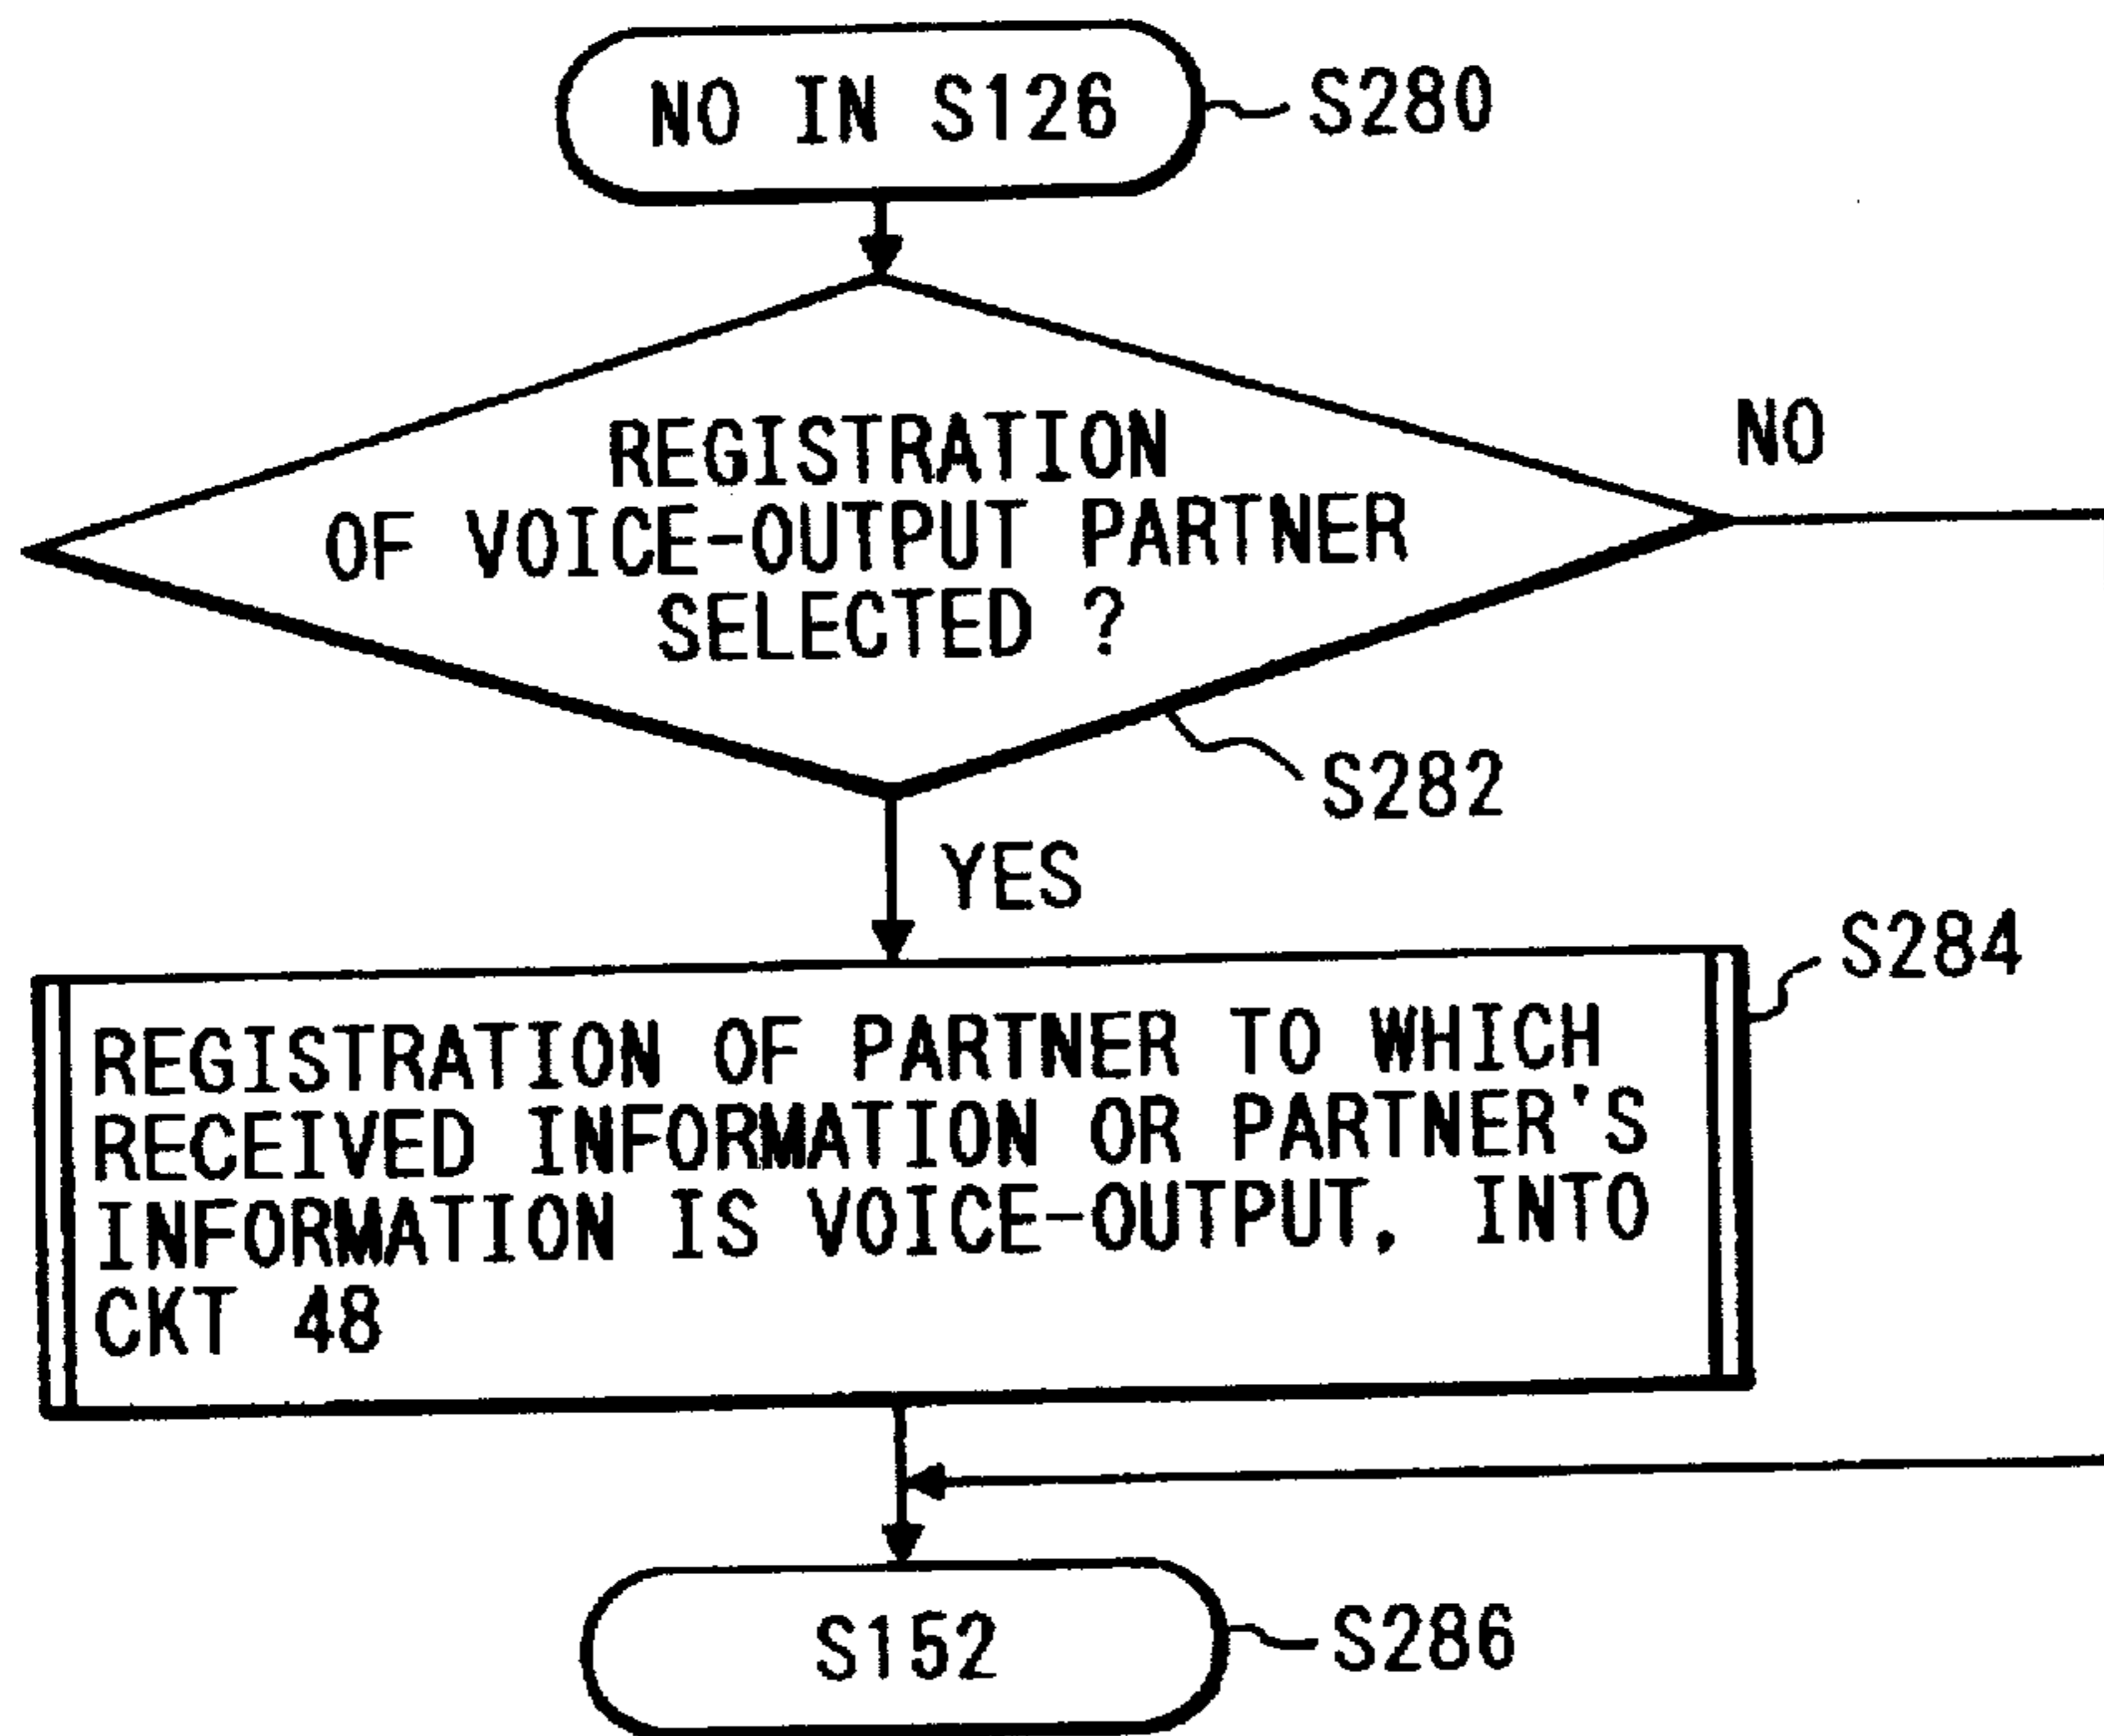 NO IN S126
S280
REGISTRATION
OF VOICE-OUTPUT PARTNER
SELECTED ?
NO
S282
YES
S284
REGISTRATION OF PARTNER TO WHICH
RECEIVED INFORMATION OR PARTNER'S
INFORMATION IS VOICE-OUTPUT, INTO
CKT 48
S152
S286